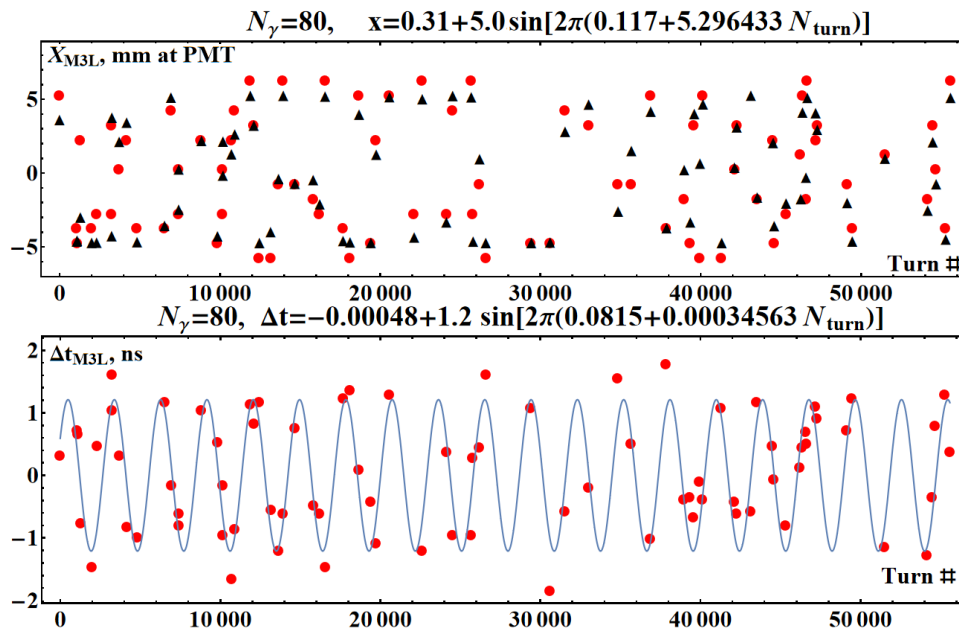 Nγ=80, x=0.31+5.0 sin[2π(0.117+5.296433 Nturn)]
XM3L, mm at PMT
5
0
−5
Turn #
0 10 000 20 000 30 000 40 000 50 000
Nγ=80, Δt=−0.00048+1.2 sin[2π(0.0815+0.00034563 Nturn)]
2
ΔtM3L, ns
1
0
−1
Turn #
−2
0 10 000 20 000 30 000 40 000 50 000